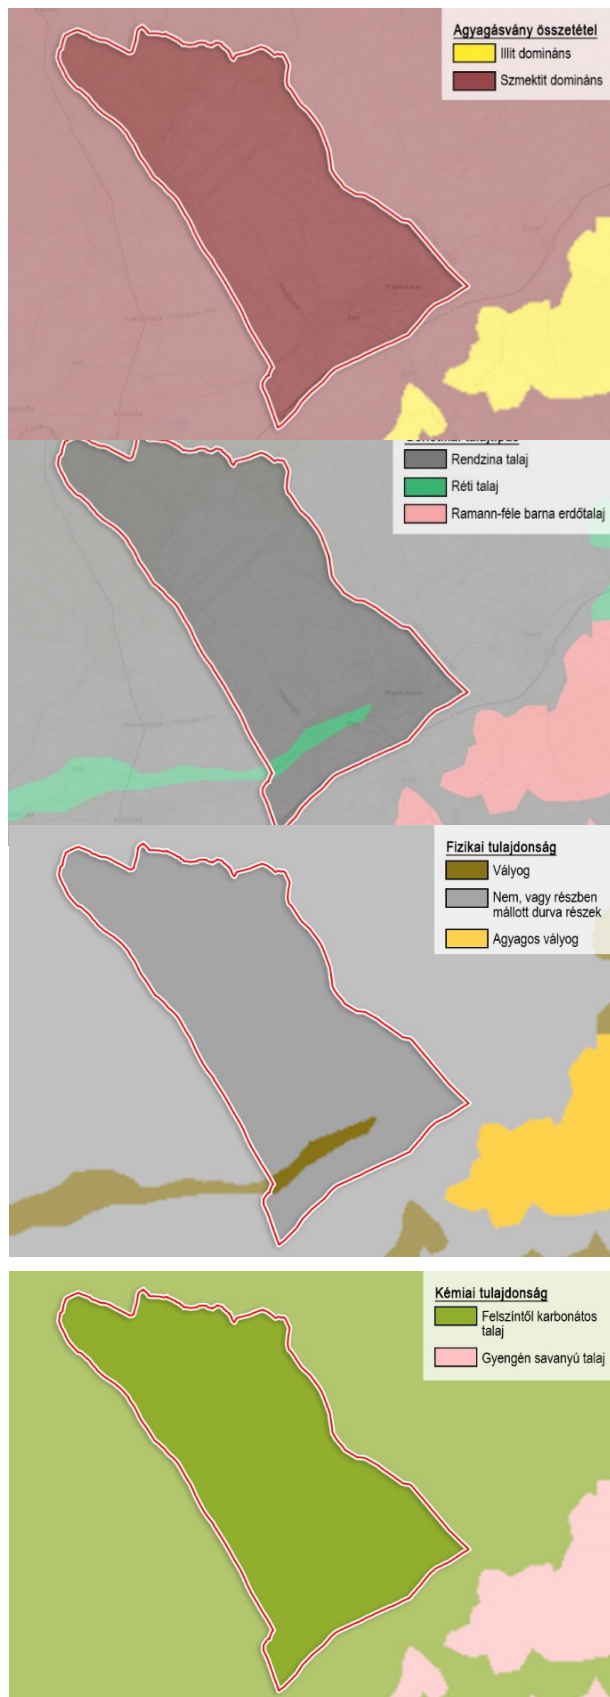 Agyagásvány összetétel
Illit domináns
Szmektit domináns
Rendzina talaj
Réti talaj
Ramann-féle barna erdőtalaj
Fizikai tulajdonság
Vályog
Nem, vagy részben
mállott durva részek
Agyagos vályog
Kémiai tulajdonság
Felszíntől karbonátos
talaj
Gyengén savanyú talaj